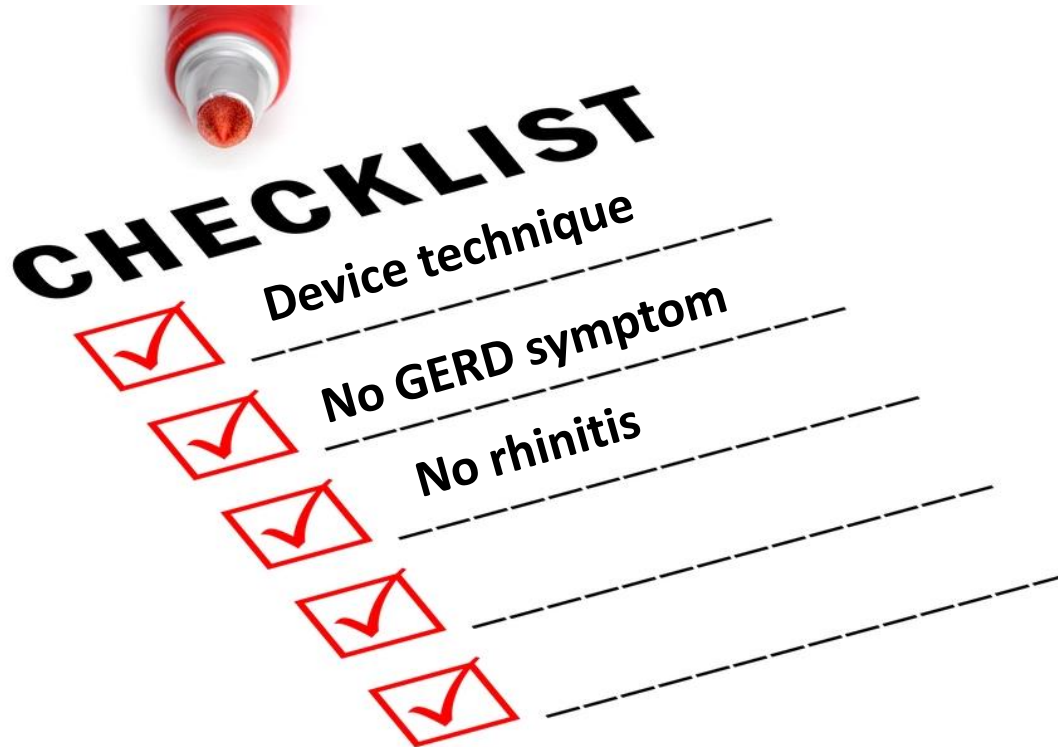 CHECKLIST
Device technique
No GERD symptom
No rhinitis